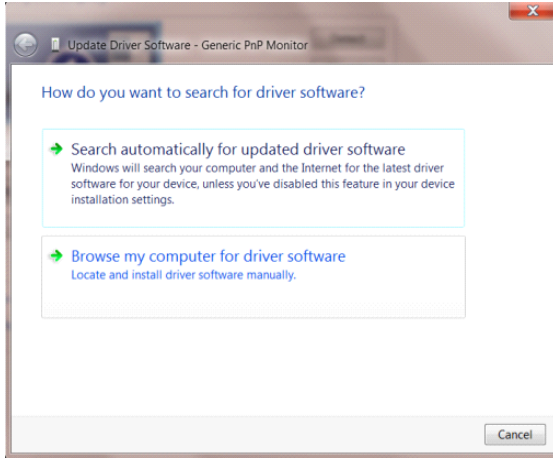 Update Driver Software - Generic PnP Monitor
How do you want to search for driver software?
Search automatically for updated driver software
Windows will search your computer and the Internet for the latest driver
software for your device, unless you've disabled this feature in your device
installation settings.
Browse my computer for driver software
Locate and install driver software manually.
Cancel